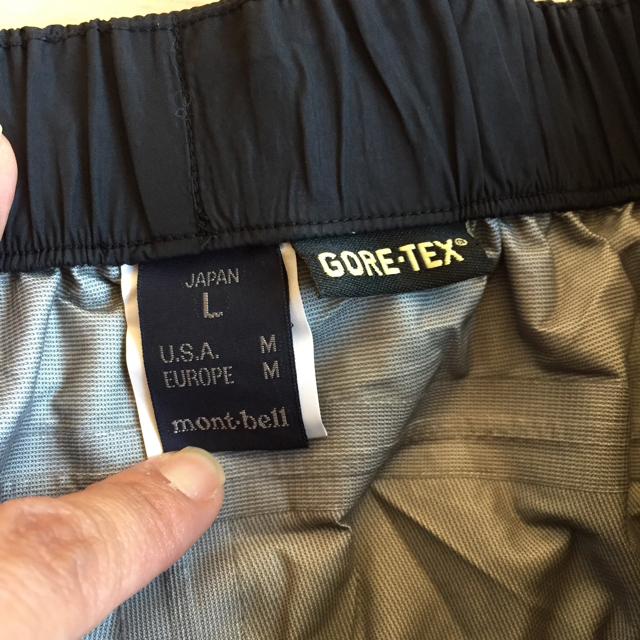 JAPAN
L
U.S.A. M
EUROPE M
mont-bell
GORE-TEX®